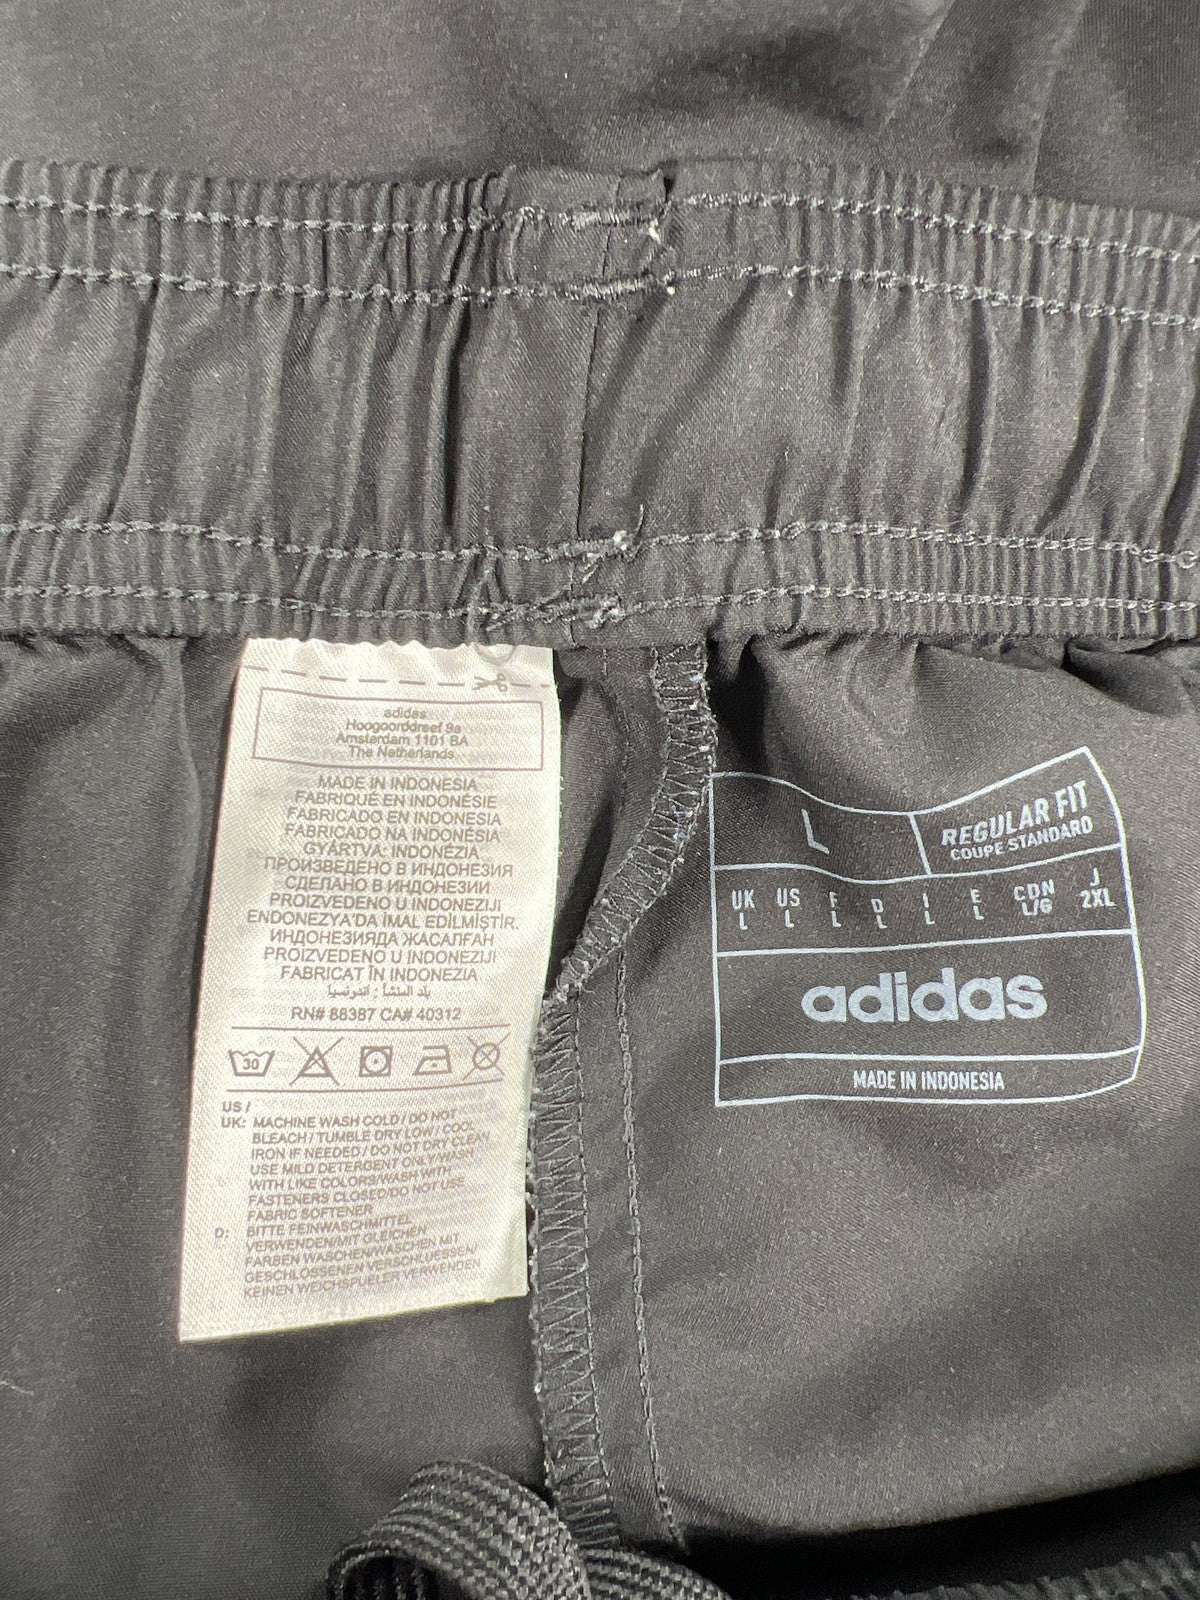 adidas
Hoogoorddreef 9a
Amsterdam 1101 BA
The Netherlands
MADE IN INDONESIA
FABRIQUÉ EN INDONÉSIE
FABRICADO EN INDONESIA
FABRICADO NA INDONÉSIA
GYÁRTVA: INDONÉZIA
ПРОИЗВЕДЕНО В ИНДОНЕЗИЯ
СДЕЛАНО В ИНДОНЕЗИИ
PROIZVEDENO U INDONEZIJI
ENDONEZYA'DA İMAL EDİLMİŞTİR.
ИНДОНЕЗИЯДА ЖАСАЛҒАН
PROIZVEDENO U INDONEZIJI
FABRICAT ÎN INDONEZIA
بلد المنشأ : اندونسيا
RN# 88387 CA# 40312
30
US /
UK: MACHINE WASH COLD / DO NOT
BLEACH / TUMBLE DRY LOW / COOL
IRON IF NEEDED / DO NOT DRY CLEAN
USE MILD DETERGENT ONLY/WASH
WITH LIKE COLORS/WASH WITH
FASTENERS CLOSED/DO NOT USE
FABRIC SOFTENER
D: BITTE FEINWASCHMITTEL
VERWENDEN/MIT GLEICHEN
FARBEN WASCHEN/WASCHEN MIT
GESCHLOSSENEN VERSCHLUESSEN/
KEINEN WEICHSPUELER VERWENDEN
L
REGULAR FIT
COUPE STANDARD
UK US F D I E CDN J
L L L L L L L/G 2XL
adidas
MADE IN INDONESIA